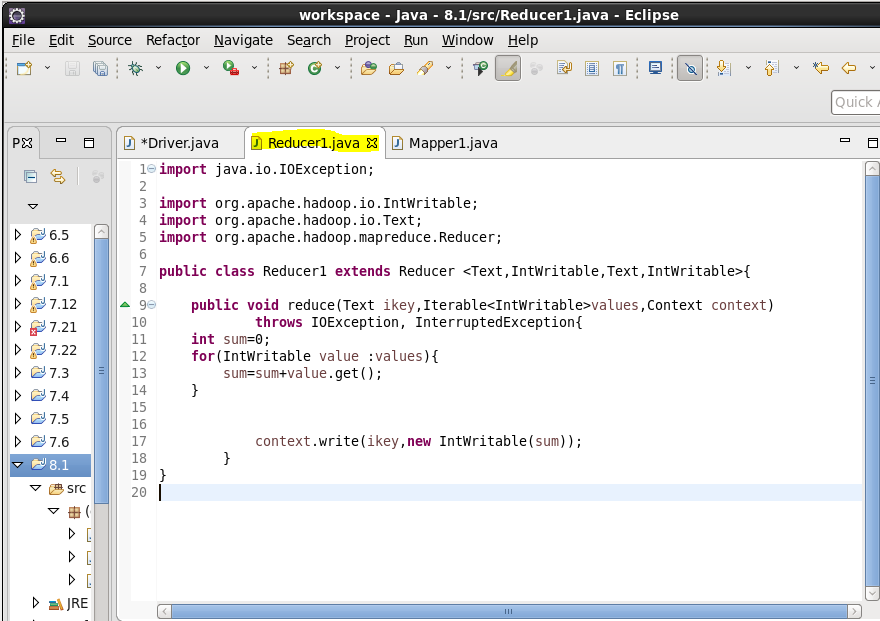 workspace - Java - 8.1/src/Reducer1.java - Eclipse
File Edit Source Refactor Navigate Search Project Run Window Help
Quick A
P
*Driver.java
Reducer1.java
Mapper1.java
1 import java.io.IOException;
2
3 import org.apache.hadoop.io.IntWritable;
4 import org.apache.hadoop.io.Text;
5 import org.apache.hadoop.mapreduce.Reducer;
6
7 public class Reducer1 extends Reducer <Text,IntWritable,Text,IntWritable>{
8
9 public void reduce(Text ikey,Iterable<IntWritable>values,Context context)
10 throws IOException, InterruptedException{
11 int sum=0;
12 for(IntWritable value :values){
13 sum=sum+value.get();
14 }
15
16
17 context.write(ikey,new IntWritable(sum));
18 }
19 }
20
6.5
6.6
7.1
7.12
7.21
7.22
7.3
7.4
7.5
7.6
8.1
src
(
JRE